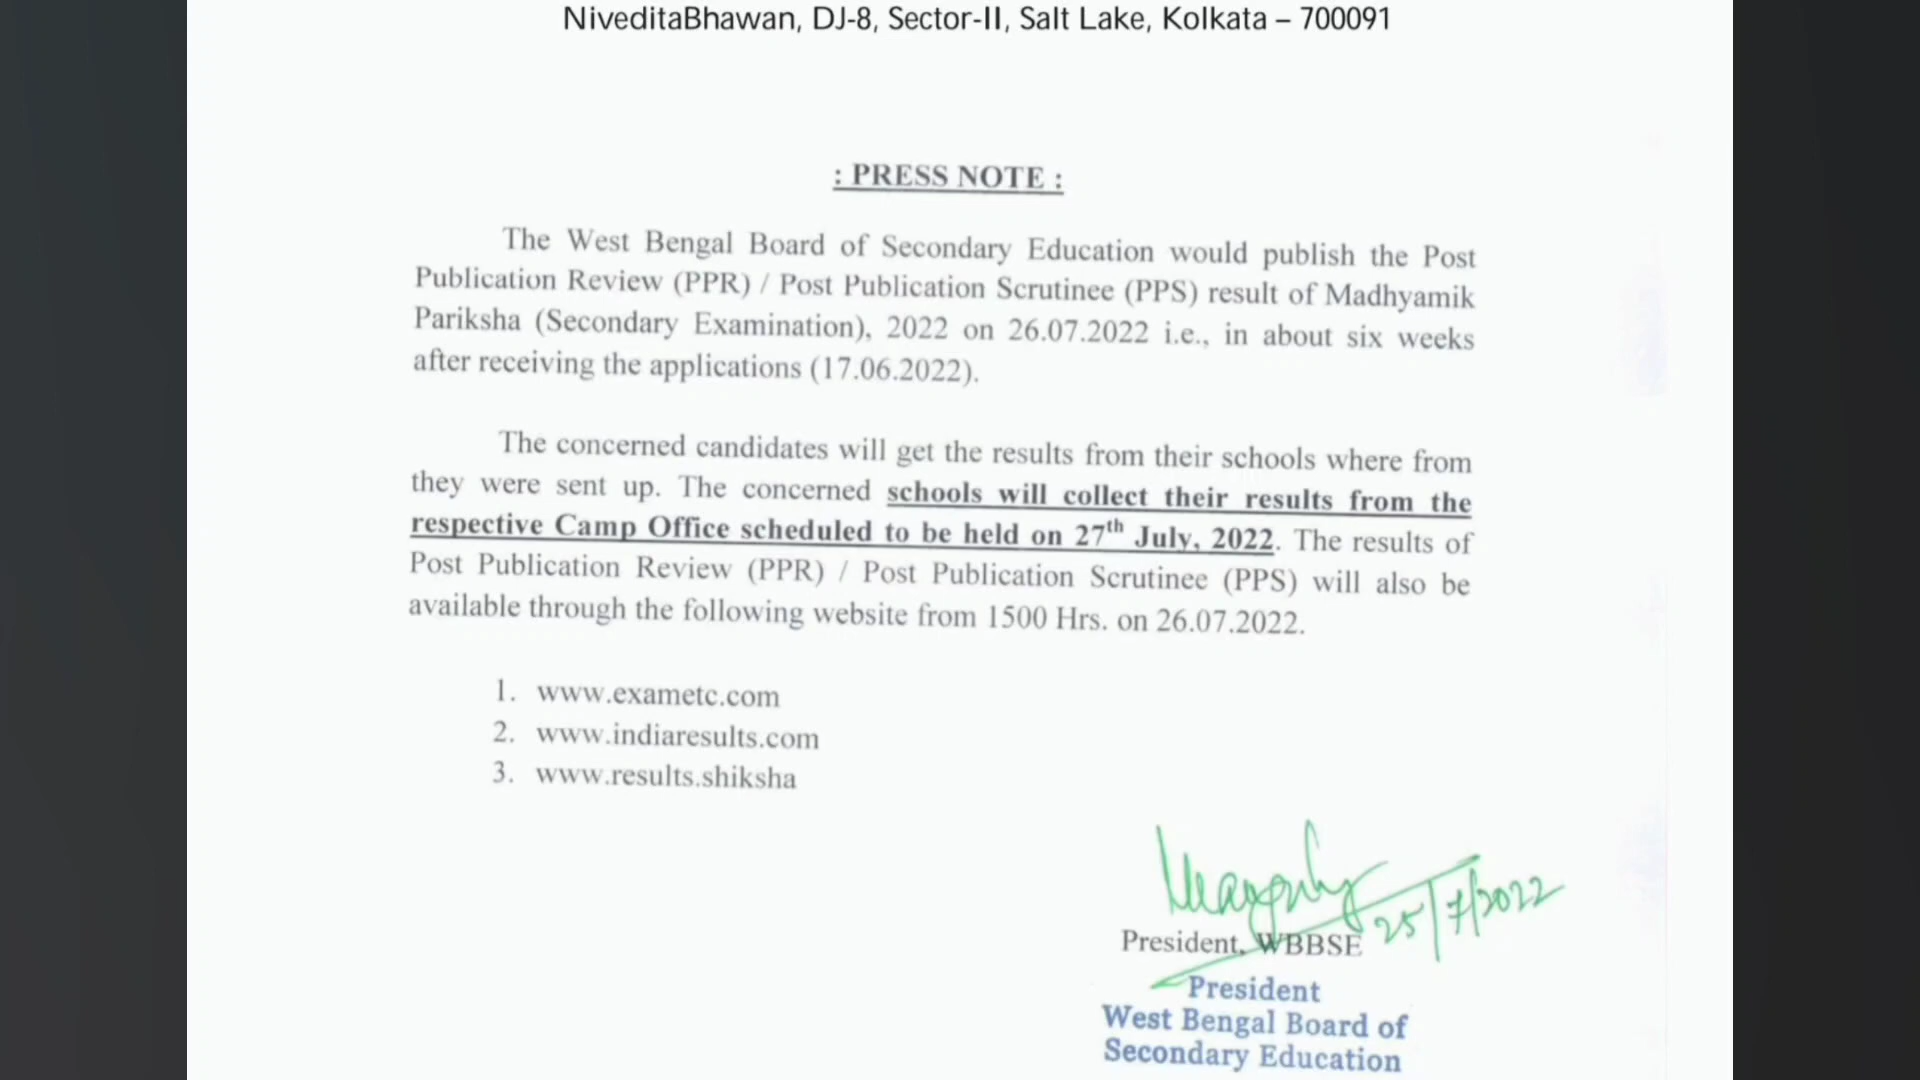 NiveditaBhawan, DJ-8, Sector-II, Salt Lake, Kolkata – 700091
: PRESS NOTE :
The West Bengal Board of Secondary Education would publish the Post
Publication Review (PPR) / Post Publication Scrutinee (PPS) result of Madhyamik
Pariksha (Secondary Examination), 2022 on 26.07.2022 i.e., in about six weeks
after receiving the applications (17.06.2022).
The concerned candidates will get the results from their schools where from
they were sent up. The concerned schools will collect their results from the
respective Camp Office scheduled to be held on 27th July, 2022. The results of
Post Publication Review (PPR) / Post Publication Scrutinee (PPS) will also be
available through the following website from 1500 Hrs. on 26.07.2022.
1. www.exametc.com
2. www.indiaresults.com
3. www.results.shiksha
25/7/2022
President, WBBSE
President
West Bengal Board of
Secondary Education